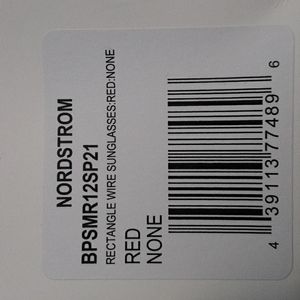 NORDSTROM
BPSMR12SP21
RECTANGLE WIRE SUNGLASSES:RED:NONE
RED
NONE
4 39113 77489 6